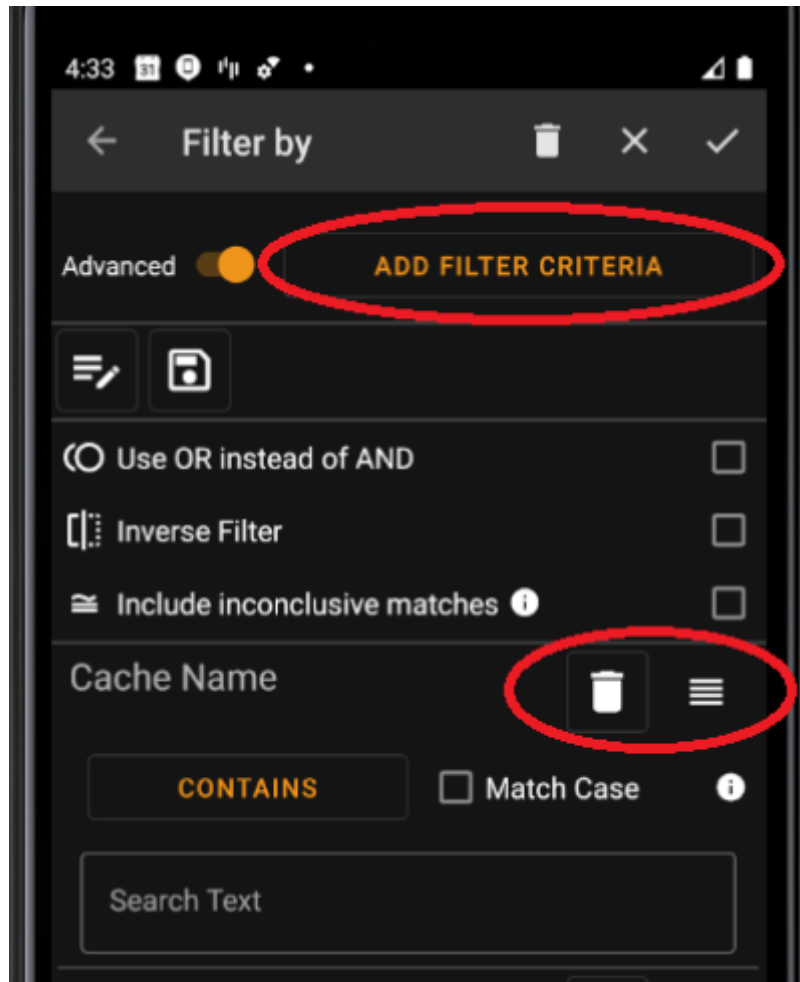 4:33 31
Filter by
Advanced ADD FILTER CRITERIA
Use OR instead of AND
Inverse Filter
Include inconclusive matches
Cache Name
CONTAINS Match Case
Search Text